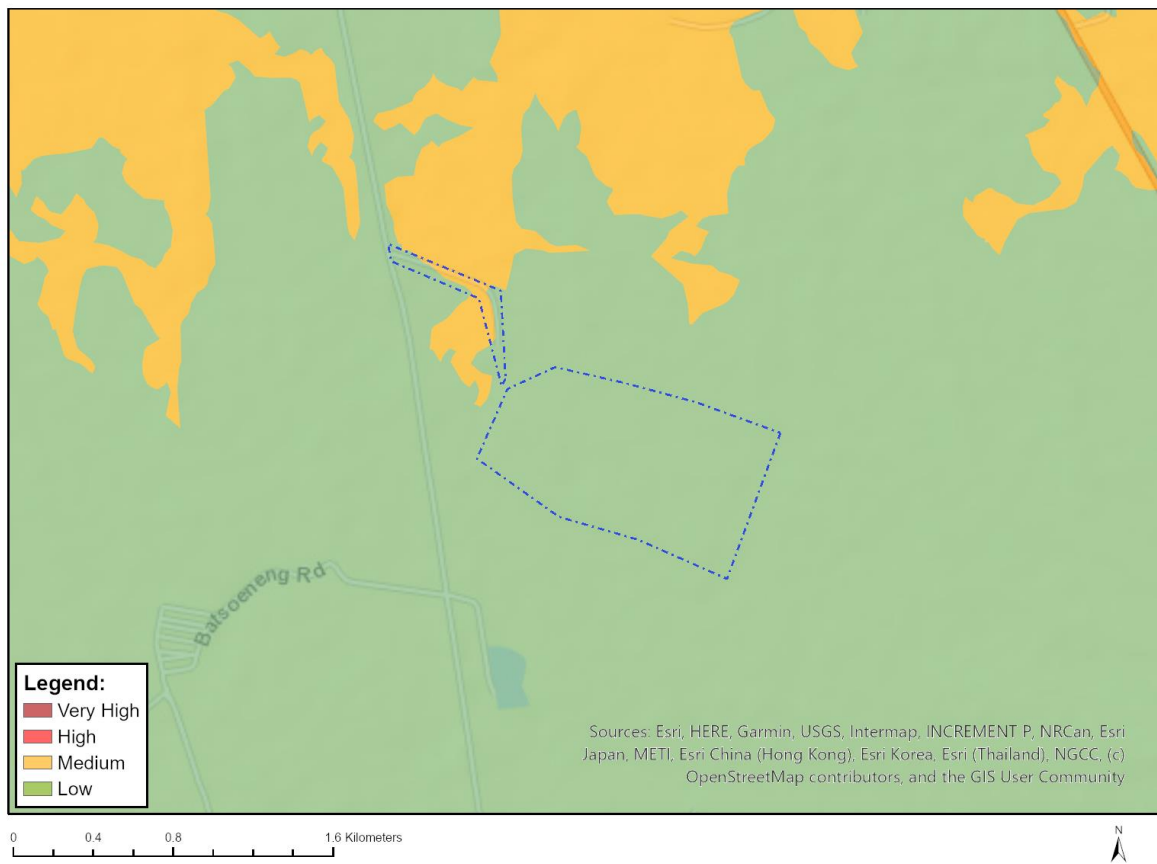 Batsoeneng Rd
Legend:
Very High
High
Medium
Low
Sources: Esri, HERE, Garmin, USGS, Intermap, INCREMENT P, NRCan, Esri
Japan, METI, Esri China (Hong Kong), Esri Korea, Esri (Thailand), NGCC, (c)
OpenStreetMap contributors, and the GIS User Community
0 0.4 0.8 1.6 Kilometers
N